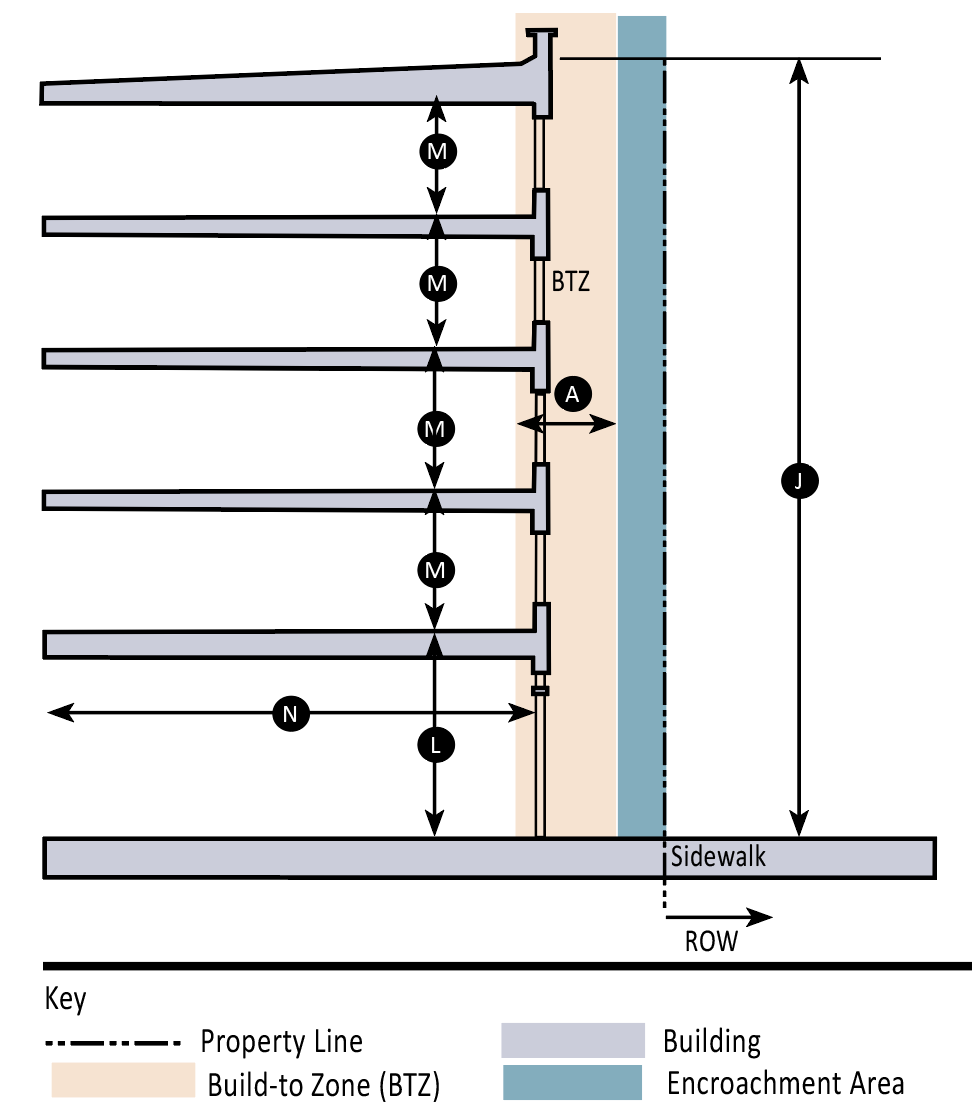 M
M
BTZ
A
M
J
M
N
L
Sidewalk
ROW
Key
Property Line
Building
Build-to Zone (BTZ)
Encroachment Area